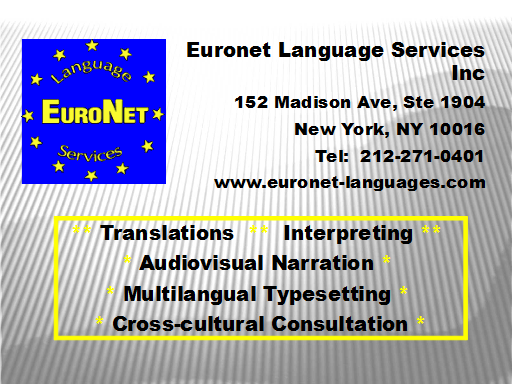 Language
EURONET
Services
Euronet Language Services
Inc
152 Madison Ave, Ste 1904
New York, NY 10016
Tel: 212-271-0401
www.euronet-languages.com
** Translations ** Interpreting **
* Audiovisual Narration *
* Multilangual Typesetting *
* Cross-cultural Consultation *